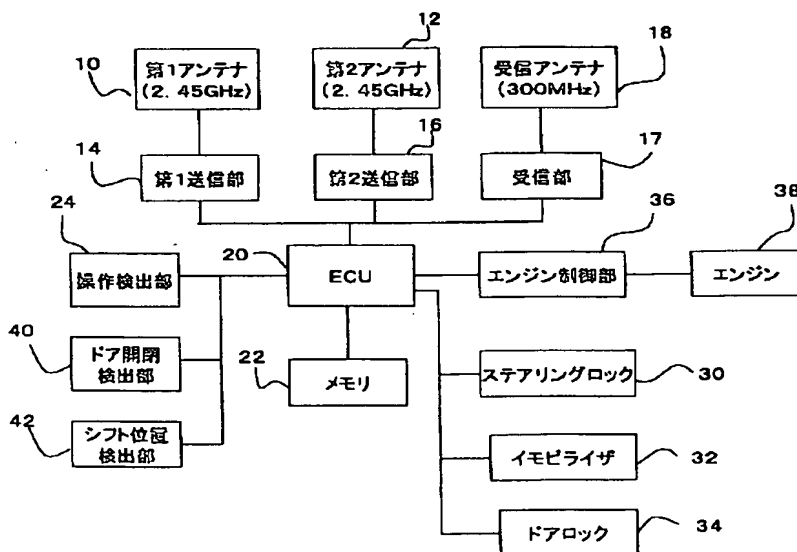 12
18
10
第1アンテナ
(2. 45GHz)
第2アンテナ
(2. 45GHz)
受信アンテナ
(300MHz)
14
16
17
第1送信部
第2送信部
受信部
24
20
36
38
操作検出部
ECU
エンジン制御部
エンジン
40
ドア開閉
検出部
22
メモリ
ステアリングロック
30
42
シフト位置
検出部
イモビライザ
32
ドアロック
34